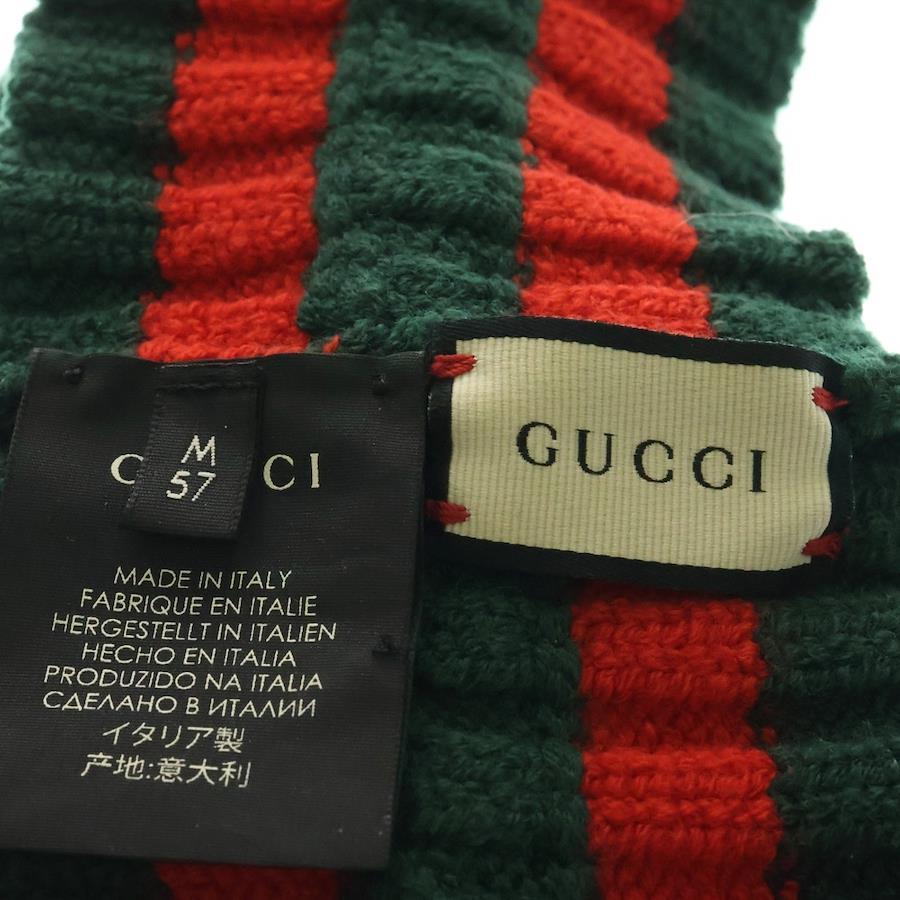 M
57
GUCCI
MADE IN ITALY
FABRIQUE EN ITALIE
HERGESTELLT IN ITALIEN
HECHO EN ITALIA
PRODUZIDO NA ITALIA
СДЕЛАНО В ИТАЛИИ
イタリア製
产地:意大利
GUCCI